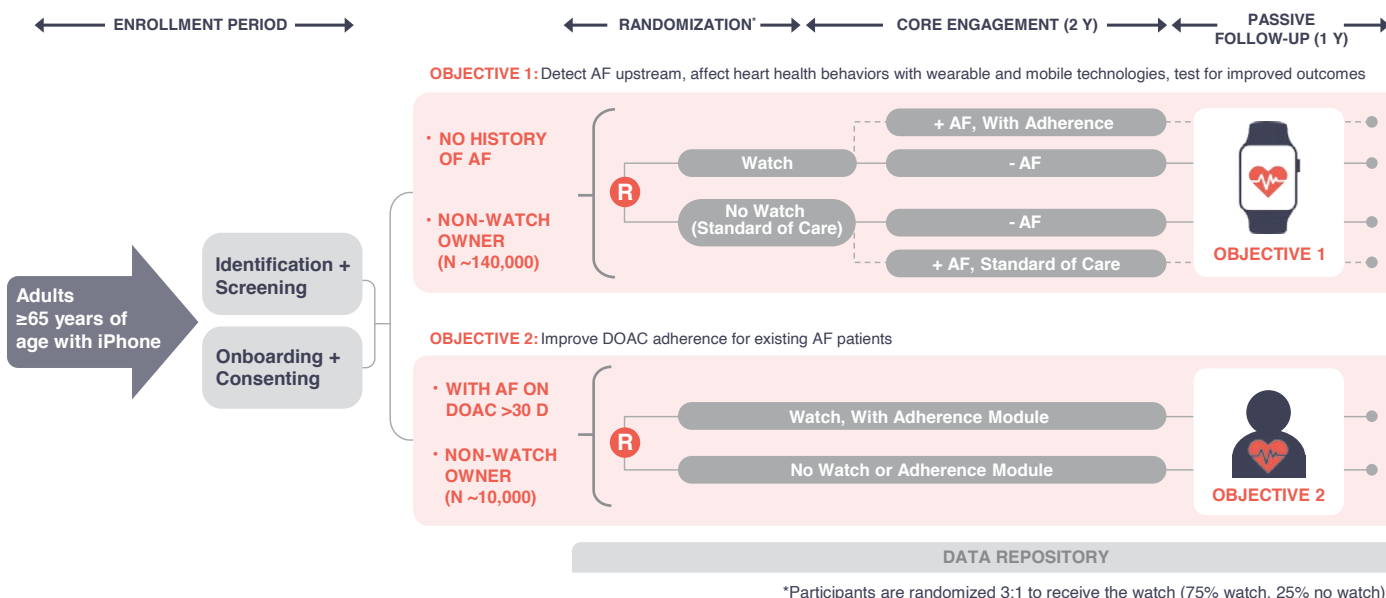 ENROLLMENT PERIOD
RANDOMIZATION*
CORE ENGAGEMENT (2 Y)
PASSIVE
FOLLOW-UP (1 Y)
OBJECTIVE 1: Detect AF upstream, affect heart health behaviors with wearable and mobile technologies, test for improved outcomes
Adults
≥65 years of
age with iPhone
Identification +
Screening
Onboarding +
Consenting
• NO HISTORY
OF AF
• NON-WATCH
OWNER
(N ~140,000)
R
Watch
No Watch
(Standard of Care)
+ AF, With Adherence
- AF
- AF
+ AF, Standard of Care
OBJECTIVE 1
OBJECTIVE 2: Improve DOAC adherence for existing AF patients
• WITH AF ON
DOAC >30 D
• NON-WATCH
OWNER
(N ~10,000)
R
Watch, With Adherence Module
No Watch or Adherence Module
OBJECTIVE 2
DATA REPOSITORY
*Participants are randomized 3:1 to receive the watch (75% watch, 25% no watch)